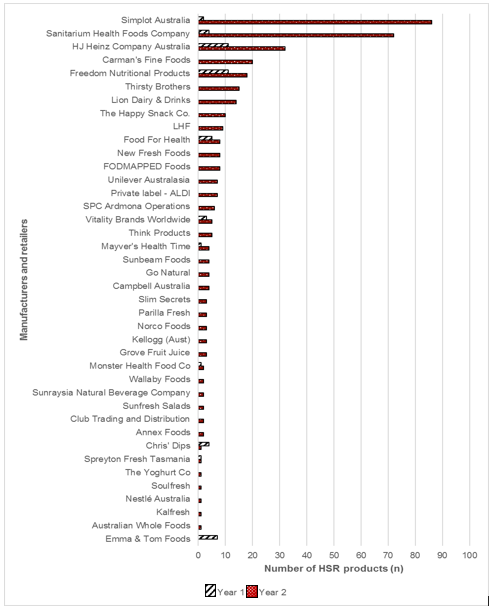 Simplot Australia
Sanitarium Health Foods Company
HJ Heinz Company Australia
Carman's Fine Foods
Freedom Nutritional Products
Thirsty Brothers
Lion Dairy & Drinks
The Happy Snack Co.
LHF
Food For Health
New Fresh Foods
FODMAPPED Foods
Unilever Australasia
Private label - ALDI
SPC Ardmona Operations
Vitality Brands Worldwide
Think Products
Mayver's Health Time
Sunbeam Foods
Go Natural
Campbell Australia
Slim Secrets
Parilla Fresh
Norco Foods
Kellogg (Aust)
Grove Fruit Juice
Monster Health Food Co
Wallaby Foods
Sunraysia Natural Beverage Company
Sunfresh Salads
Club Trading and Distribution
Annex Foods
Chris' Dips
Spreyton Fresh Tasmania
The Yoghurt Co
Soulfresh
Nestlé Australia
Kalfresh
Australian Whole Foods
Emma & Tom Foods
Manufacturers and retailers
0 10 20 30 40 50 60 70 80 90 100
Number of HSR products (n)
Year 1 Year 2